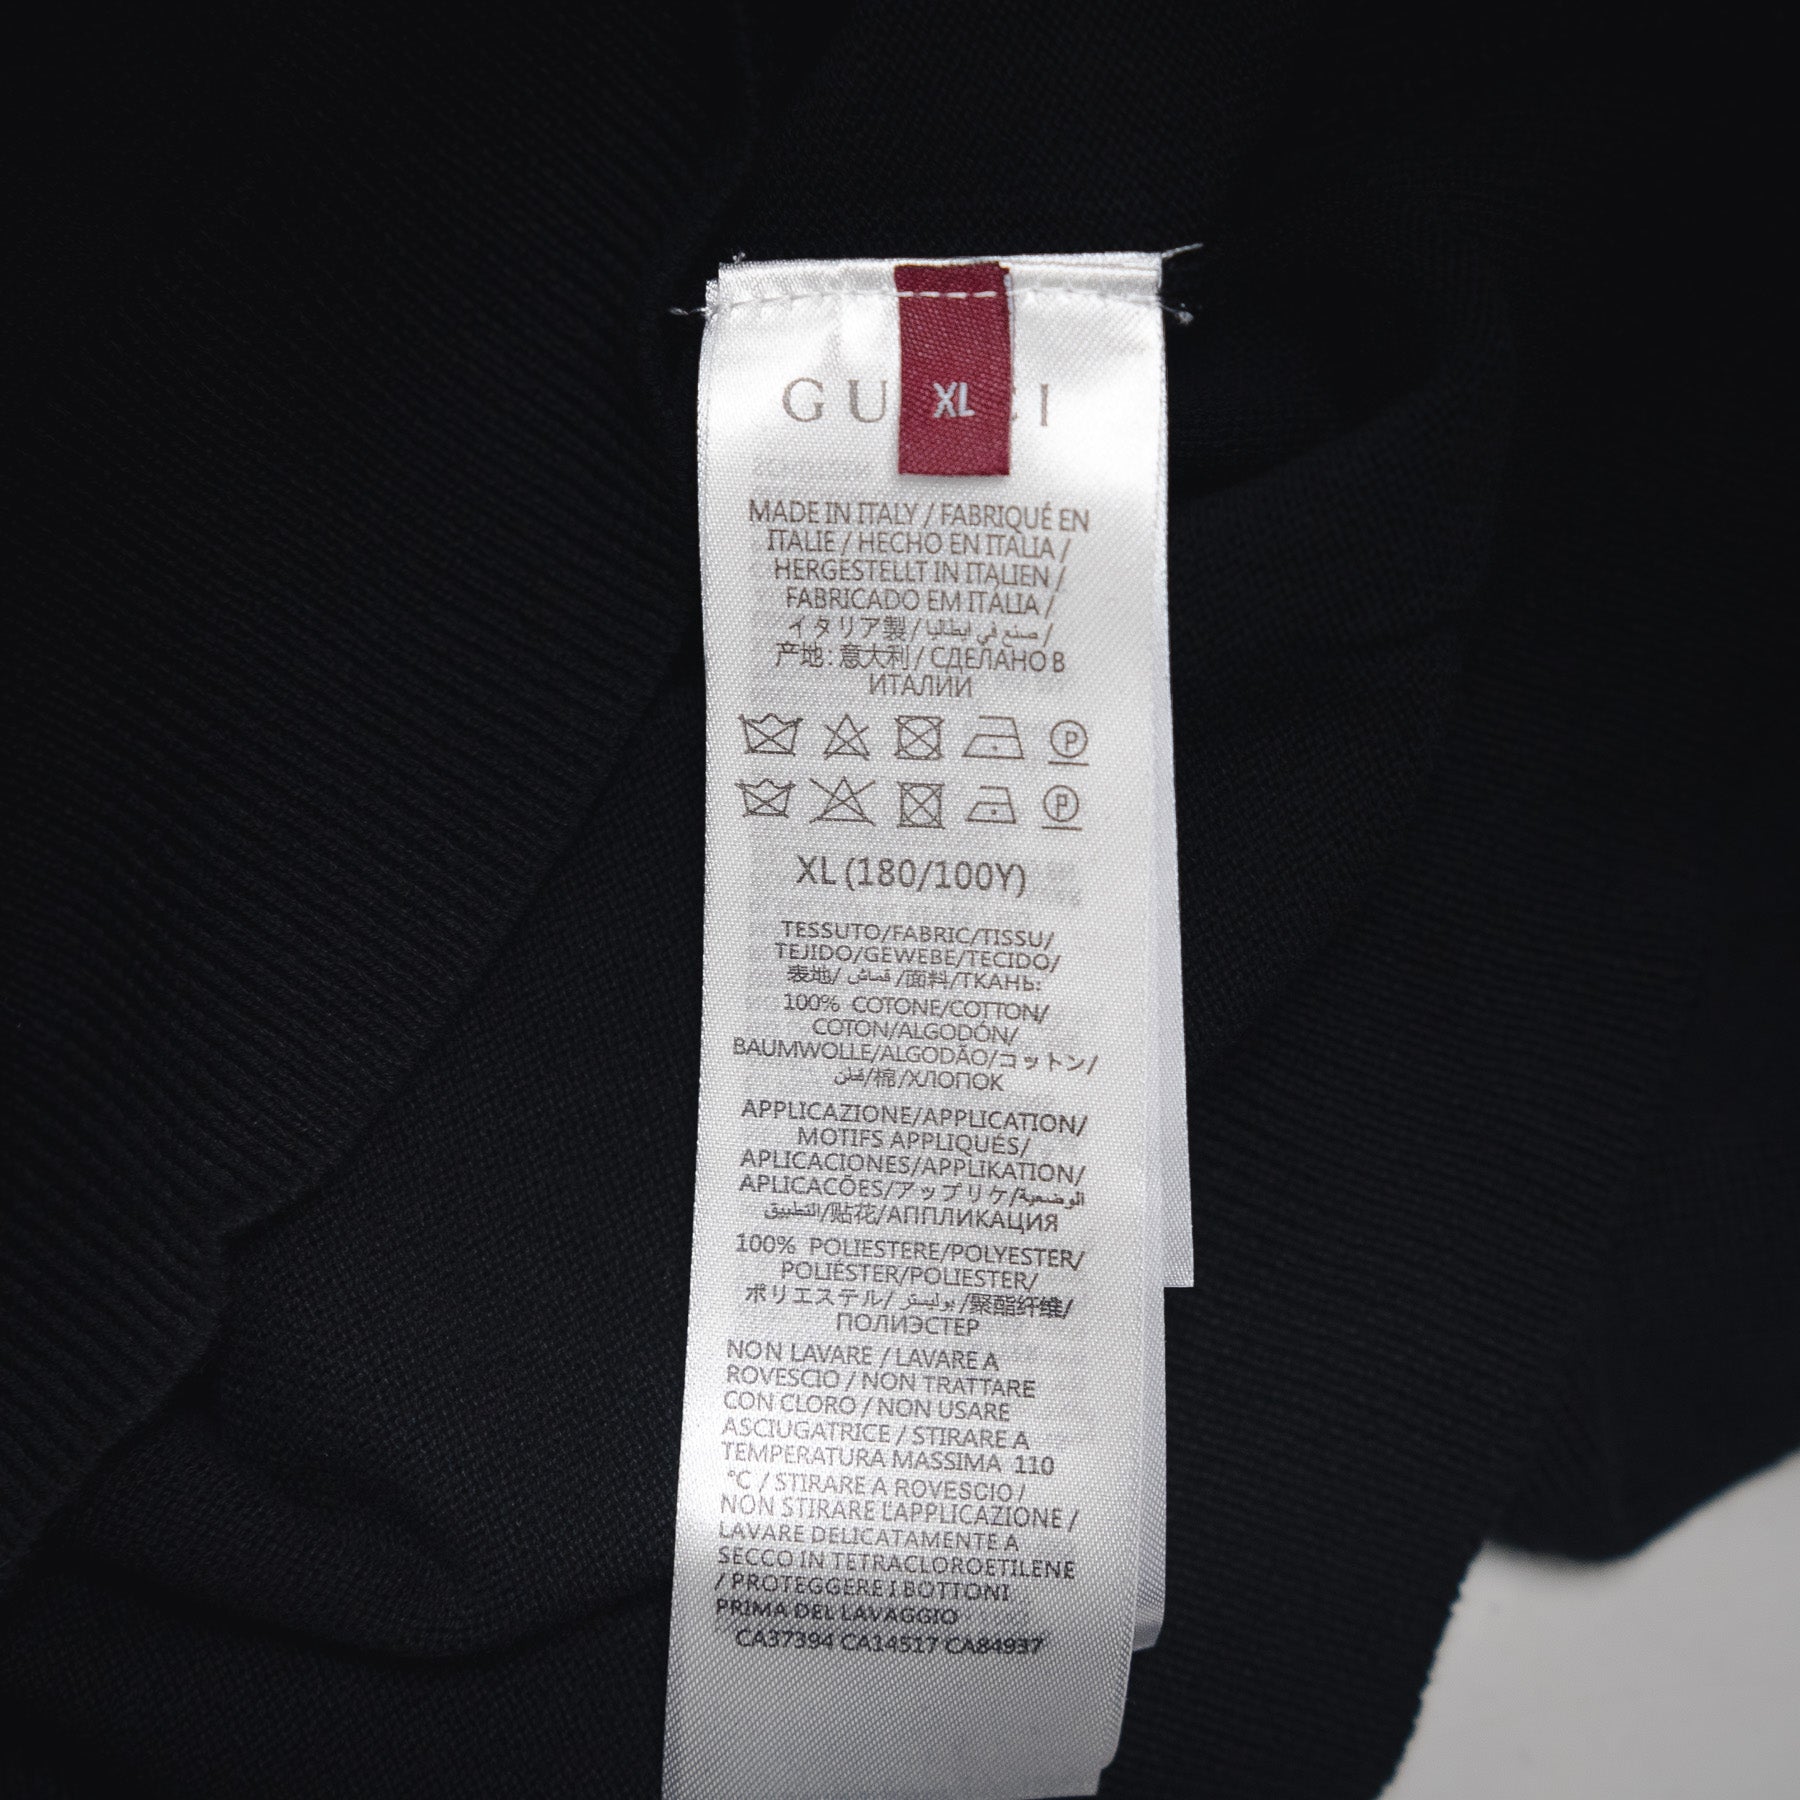 XL
MADE IN ITALY / FABRIQUÉ EN
ITALIE / HECHO EN ITALIA /
HERGESTELLT IN ITALIEN /
FABRICADO EM ITÁLIA /
イタリア製 / صنع في إيطاليا /
产地: 意大利 / СДЕЛАНО В
ИТАЛИИ
P
P
XL (180/100Y)
TESSUTO/FABRIC/TISSU/
TEJIDO/GEWEBE/TECIDO/
表地/ قماش /面料/ТКАНЬ:
100% COTONE/COTTON/
COTON/ALGODÓN/
BAUMWOLLE/ALGODÃO/コットン/
قطن/棉/ХЛОПОК
APPLICAZIONE/APPLICATION/
MOTIFS APPLIQUÉS/
APLICACIONES/APPLIKATION/
APLICACÕES/アップリケ/الوضعية
التطبيق/贴花/АППЛИКАЦИЯ
100% POLIESTERE/POLYESTER/
POLIÉSTER/POLIESTER/
ポリエステル/ بوليستر /聚酯纤维/
ПОЛИЭСТЕР
NON LAVARE / LAVARE A
ROVESCIO / NON TRATTARE
CON CLORO / NON USARE
ASCIUGATRICE / STIRARE A
TEMPERATURA MASSIMA 110
°C / STIRARE A ROVESCIO /
NON STIRARE L'APPLICAZIONE /
LAVARE DELICATAMENTE A
SECCO IN TETRACLOROETILENE
/ PROTEGGERE I BOTTONI
PRIMA DEL LAVAGGIO
CA37394 CA14517 CA84937